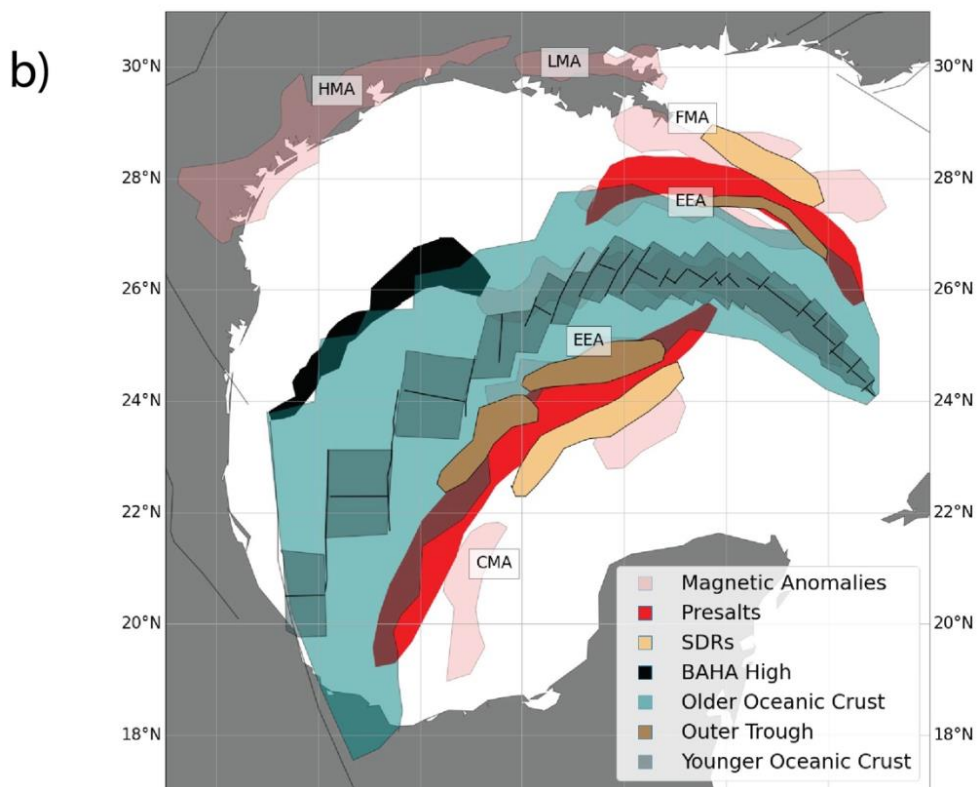 b)
30°N
30°N
LMA
HMA
FMA
28°N
28°N
EEA
26°N
26°N
EEA
24°N
24°N
22°N
22°N
CMA
Magnetic Anomalies
Presalts
20°N
20°N
SDRs
BAHA High
Older Oceanic Crust
18°N
Outer Trough
18°N
Younger Oceanic Crust